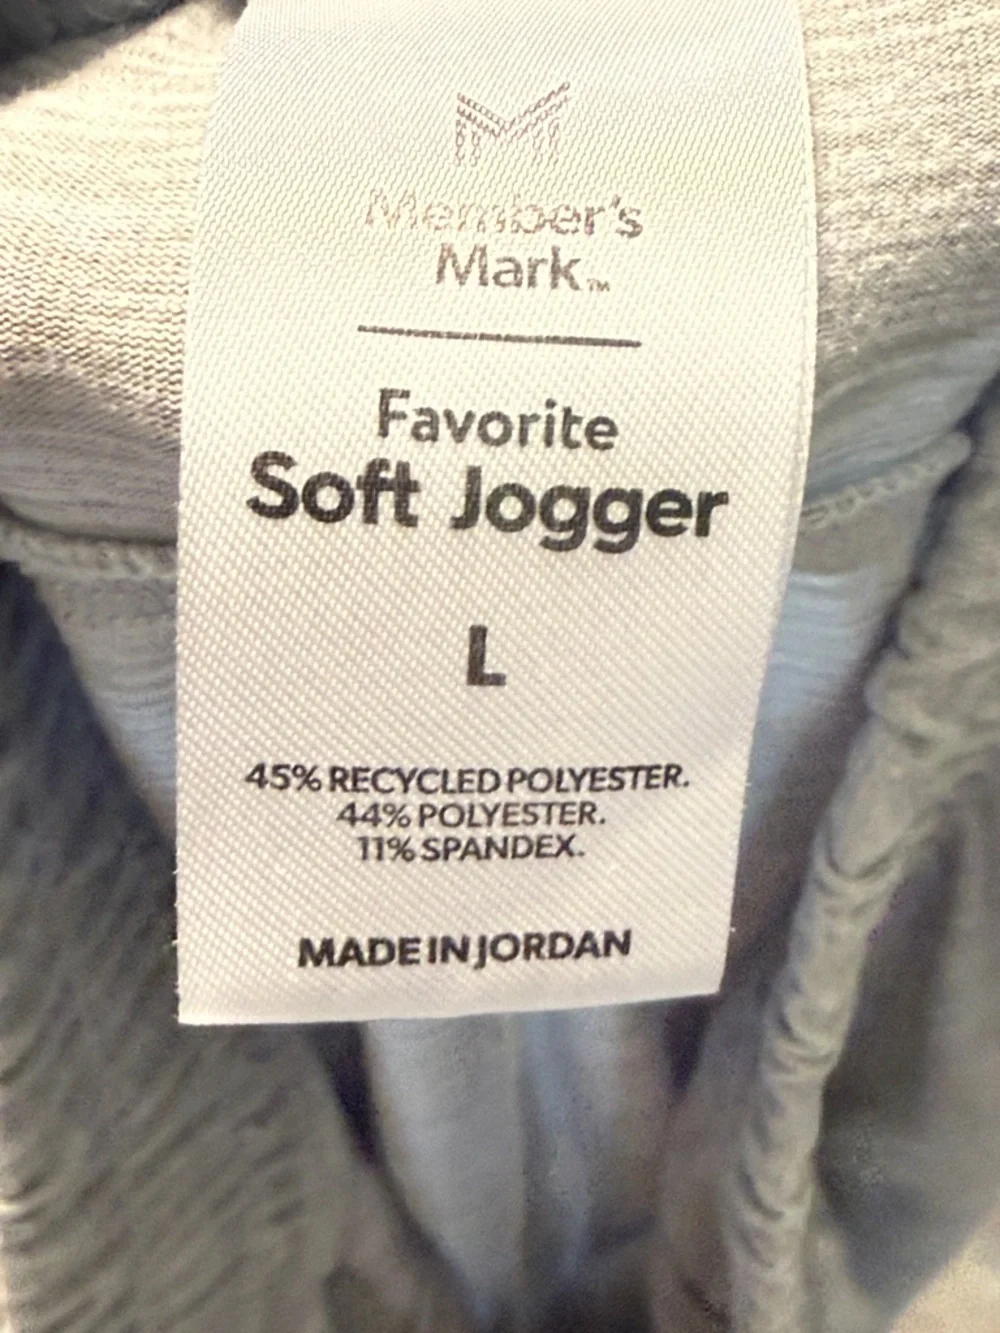 Member's
Mark™
Favorite
Soft Jogger
L
45% RECYCLED POLYESTER.
44% POLYESTER.
11% SPANDEX.
MADE IN JORDAN